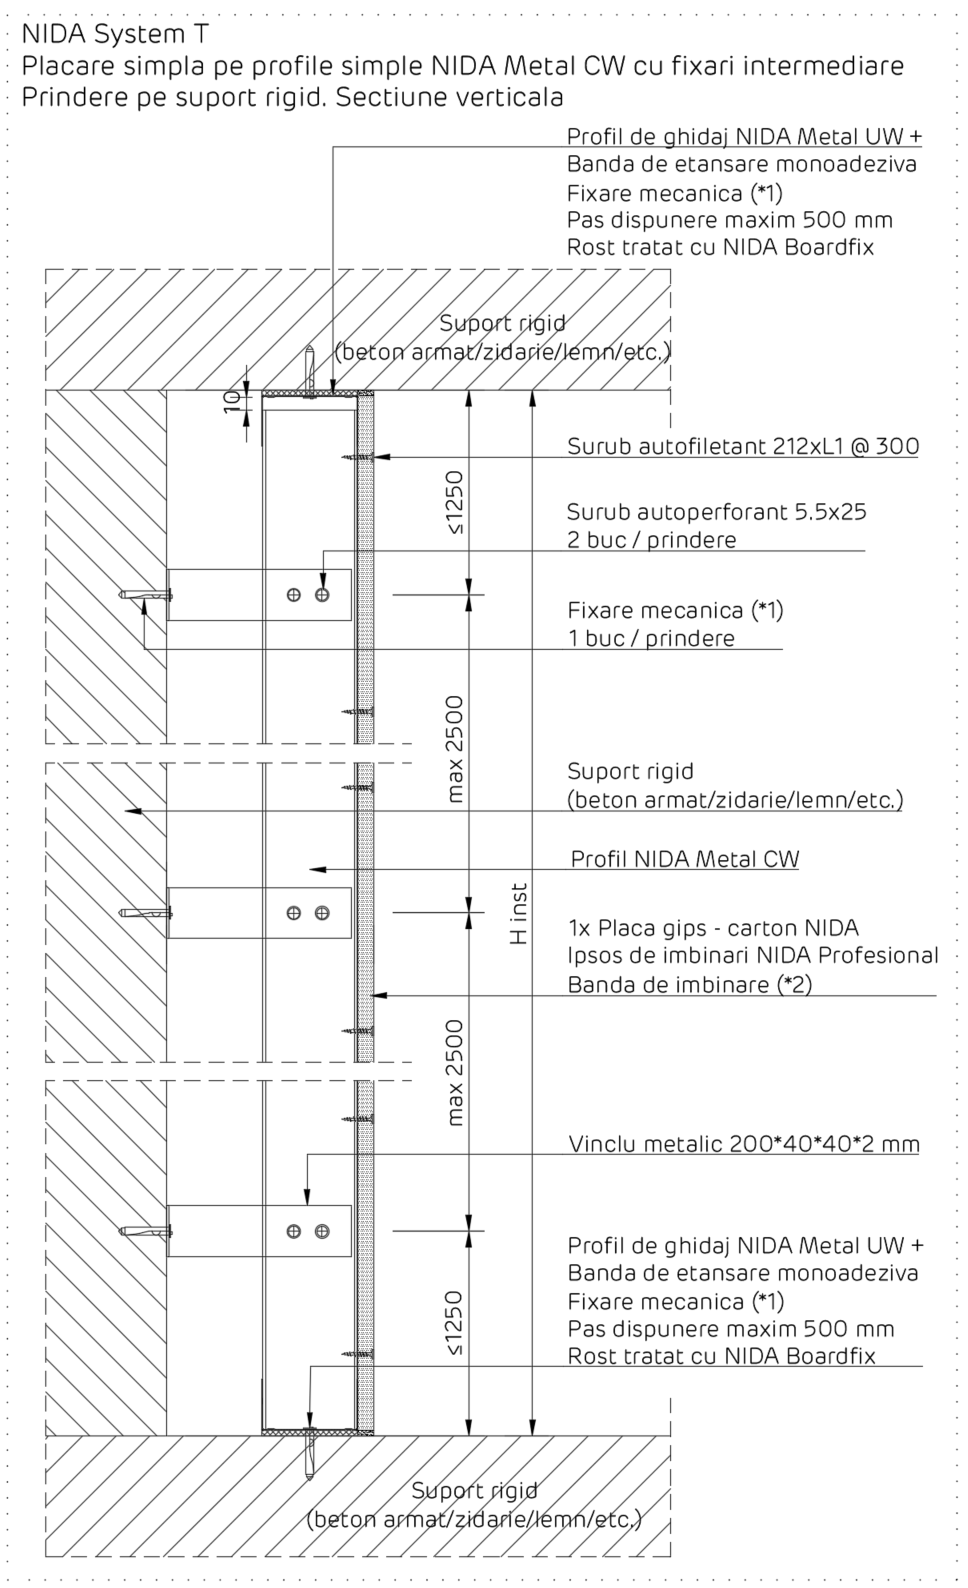 NIDA System T
Placare simpla pe profile simple NIDA Metal CW cu fixari intermediare
Prindere pe suport rigid. Sectiune verticala
Profil de ghidaj NIDA Metal UW +
Banda de etansare monoadeziva
Fixare mecanica (*1)
Pas dispunere maxim 500 mm
Rost tratat cu NIDA Boardfix
Suport rigid
(beton armat/zidarie/lemn/etc.)
10
Surub autofiletant 212xL1 @ 300
≤1250
Surub autoperforant 5.5x25
2 buc / prindere
Fixare mecanica (*1)
1 buc / prindere
max 2500
Suport rigid
(beton armat/zidarie/lemn/etc.)
Profil NIDA Metal CW
H inst
1x Placa gips - carton NIDA
Ipsos de imbinari NIDA Profesional
Banda de imbinare (*2)
max 2500
Vinclu metalic 200*40*40*2 mm
Profil de ghidaj NIDA Metal UW +
Banda de etansare monoadeziva
Fixare mecanica (*1)
Pas dispunere maxim 500 mm
Rost tratat cu NIDA Boardfix
≤1250
Suport rigid
(beton armat/zidarie/lemn/etc.)